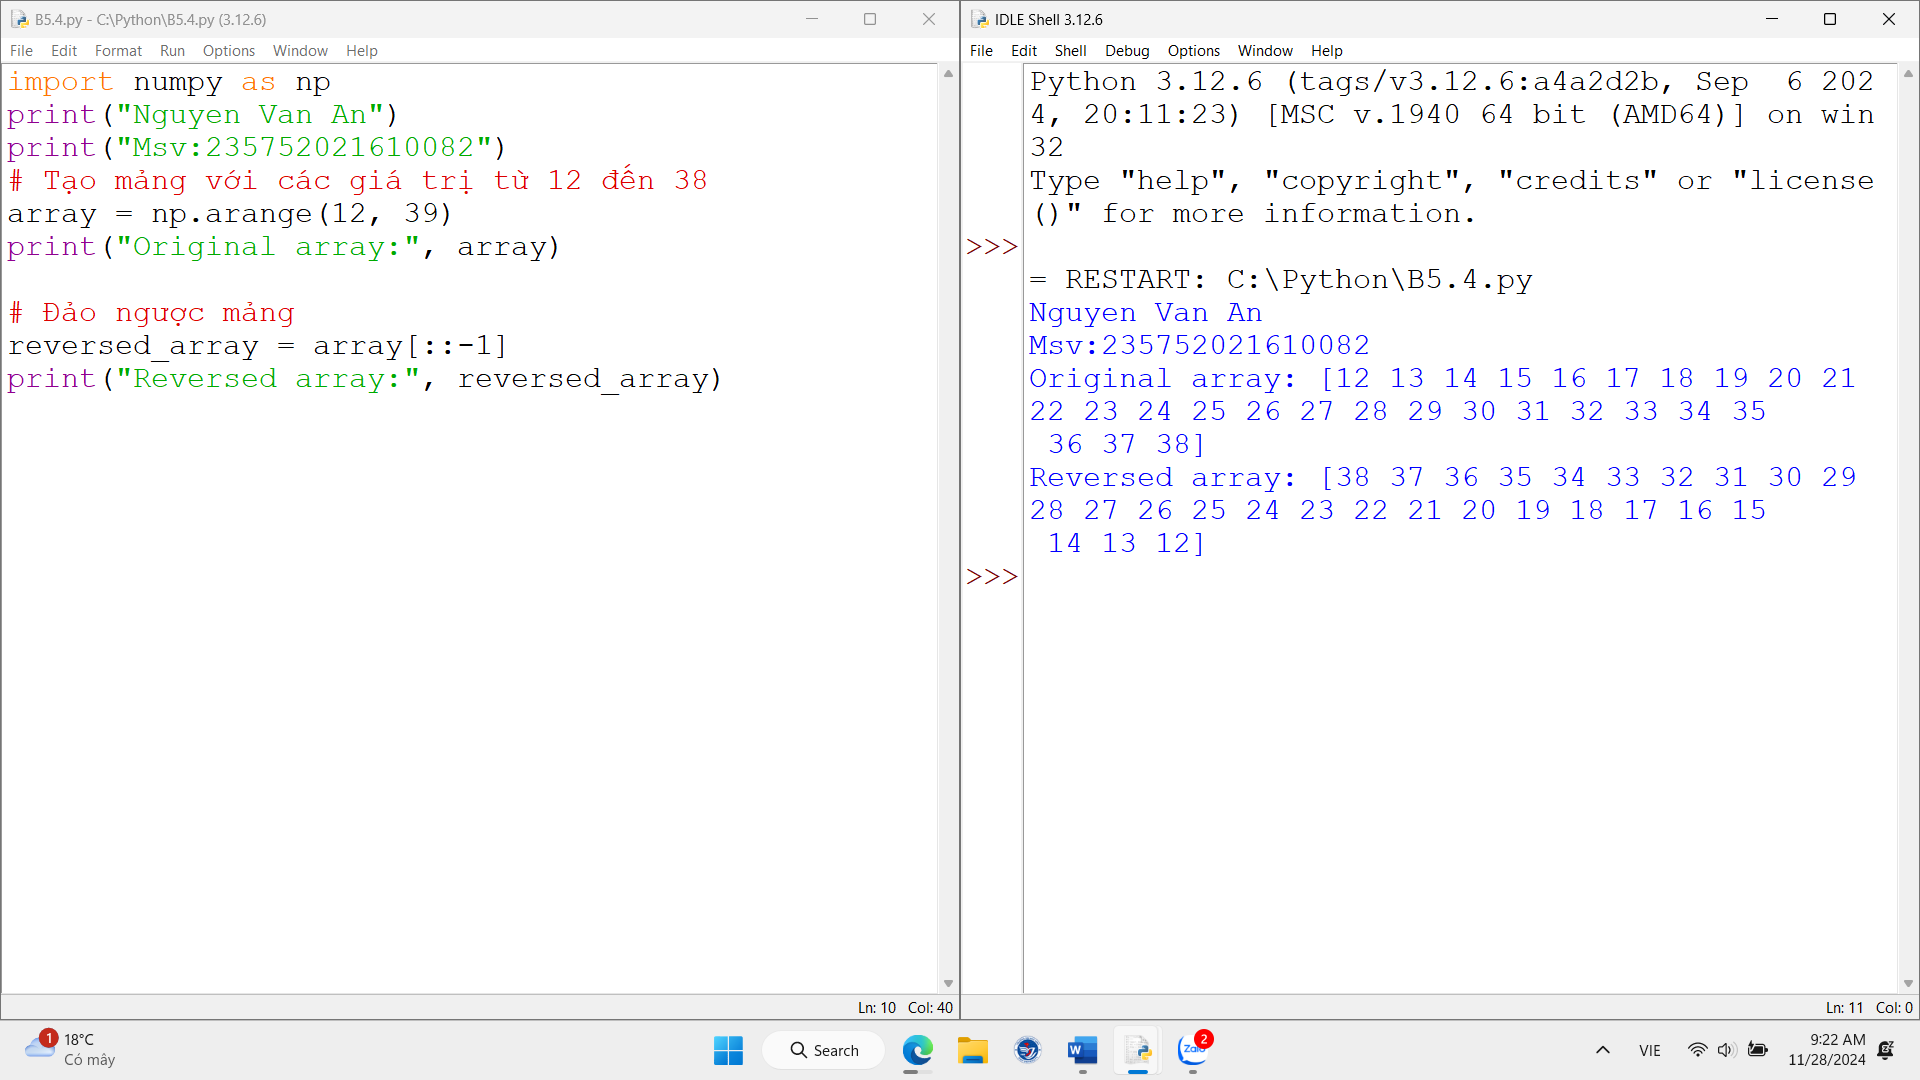 B5.4.py - C:\Python\B5.4.py (3.12.6)
File Edit Format Run Options Window Help
import numpy as np
print("Nguyen Van An")
print("Msv:235752021610082")
# Tạo mảng với các giá trị từ 12 đến 38
array = np.arange(12, 39)
print("Original array:", array)
# Đảo ngược mảng
reversed_array = array[::-1]
print("Reversed array:", reversed_array)
Ln: 10 Col: 40
IDLE Shell 3.12.6
File Edit Shell Debug Options Window Help
Python 3.12.6 (tags/v3.12.6:a4a2d2b, Sep  6 202
4, 20:11:23) [MSC v.1940 64 bit (AMD64)] on win
32
Type "help", "copyright", "credits" or "license
()" for more information.
>>>
= RESTART: C:\Python\B5.4.py
Nguyen Van An
Msv:235752021610082
Original array: [12 13 14 15 16 17 18 19 20 21
22 23 24 25 26 27 28 29 30 31 32 33 34 35
 36 37 38]
Reversed array: [38 37 36 35 34 33 32 31 30 29
28 27 26 25 24 23 22 21 20 19 18 17 16 15
 14 13 12]
>>>
Ln: 11 Col: 0
1
18°C
Có mây
Search
W
Zalo
2
VIE
9:22 AM
11/28/2024